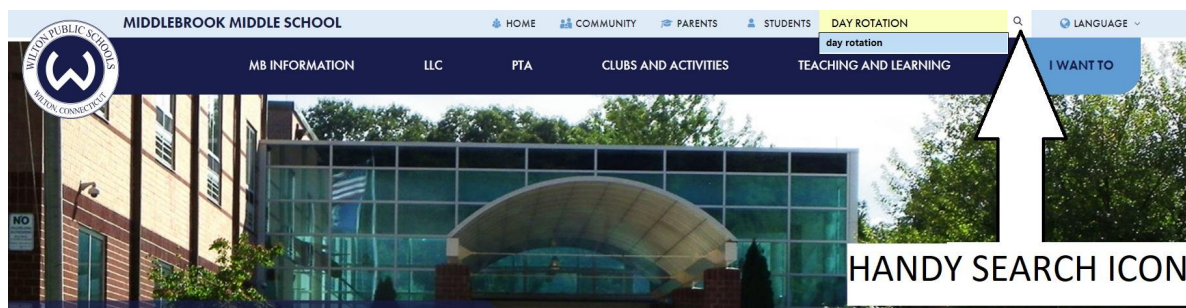 MIDDLEBROOK MIDDLE SCHOOL
HOME COMMUNITY PARENTS STUDENTS DAY ROTATION LANGUAGE
day rotation
WILTON PUBLIC SCHOOLS
WILTON, CONNECTICUT
MB INFORMATION LLC PTA CLUBS AND ACTIVITIES TEACHING AND LEARNING I WANT TO
NO
HANDY SEARCH ICON